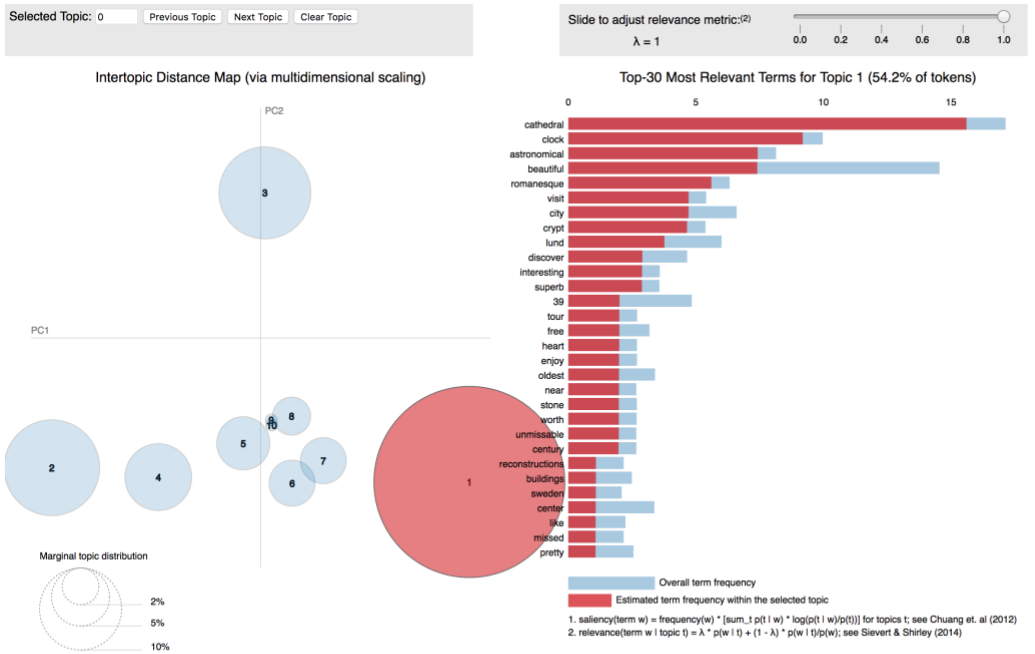 Selected Topic: 0 Previous Topic Next Topic Clear Topic
Slide to adjust relevance metric:(2)
λ = 1
0.0 0.2 0.4 0.6 0.8 1.0
Intertopic Distance Map (via multidimensional scaling)
PC2
PC1
3
2
4
5
9
10
8
7
6
1
Marginal topic distribution
2%
5%
10%
Top-30 Most Relevant Terms for Topic 1 (54.2% of tokens)
0 5 10 15
cathedral
clock
astronomical
beautiful
romanesque
visit
city
crypt
lund
discover
interesting
superb
39
tour
free
heart
enjoy
oldest
near
stone
worth
unmissable
century
reconstructions
buildings
sweden
center
like
missed
pretty
Overall term frequency
Estimated term frequency within the selected topic
1. saliency(term w) = frequency(w) * [sum_t p(t | w) * log(p(t | w)/p(t))] for topics t; see Chuang et. al (2012)
2. relevance(term w | topic t) = λ * p(w | t) + (1 - λ) * p(w | t)/p(w); see Sievert & Shirley (2014)